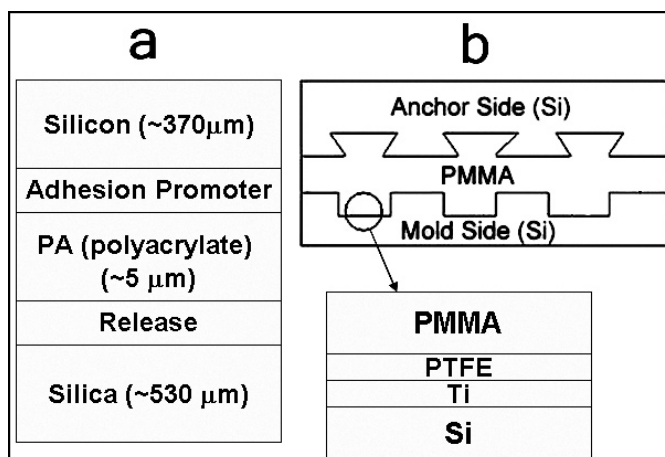 a
Silicon (~370μm)
Adhesion Promoter
PA (polyacrylate)
(~5 μm)
Release
Silica (~530 μm)
b
Anchor Side (Si)
PMMA
Mold Side (Si)
PMMA
PTFE
Ti
Si